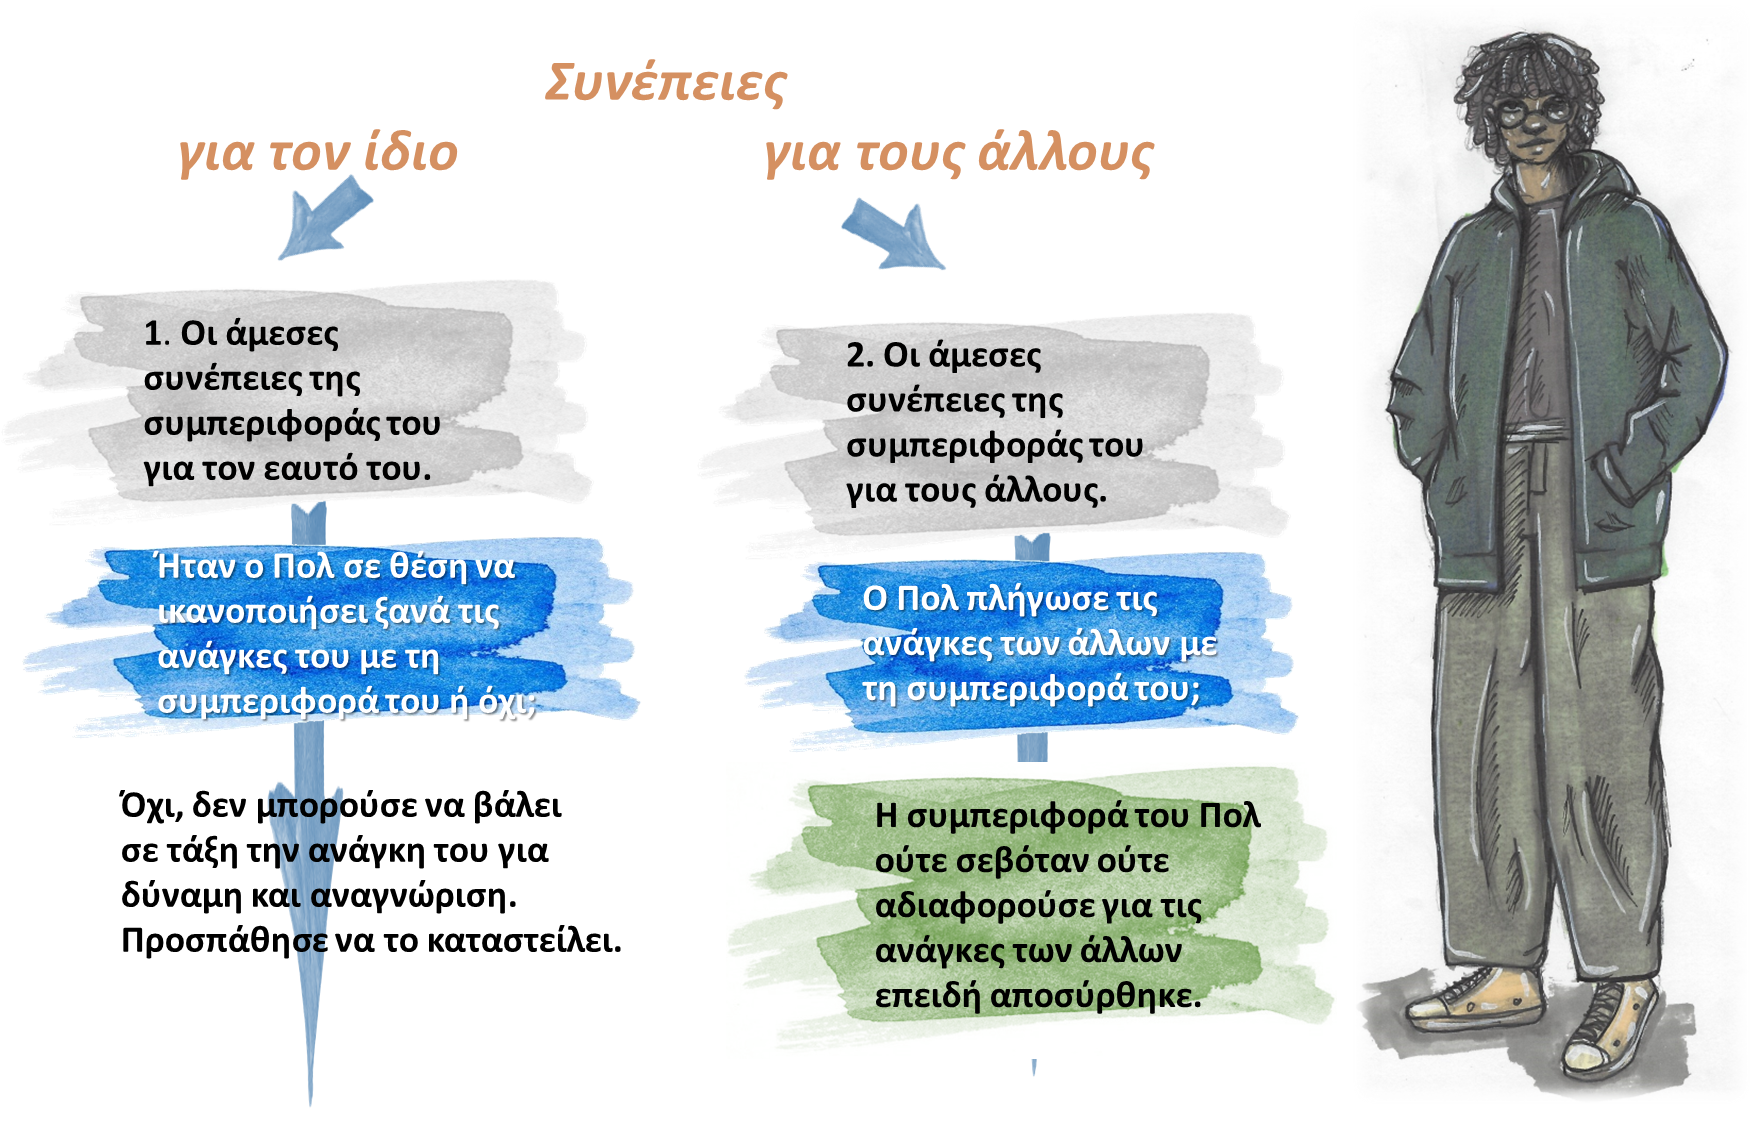 Συνέπειες
για τον ίδιο
για τους άλλους
1. Οι άμεσες
συνέπειες της
συμπεριφοράς του
για τον εαυτό του.
Ήταν ο Πολ σε θέση να
ικανοποιήσει ξανά τις
ανάγκες του με τη
συμπεριφορά του ή όχι;
Όχι, δεν μπορούσε να βάλει
σε τάξη την ανάγκη του για
δύναμη και αναγνώριση.
Προσπάθησε να το καταστείλει.
2. Οι άμεσες
συνέπειες της
συμπεριφοράς του
για τους άλλους.
Ο Πολ πλήγωσε τις
ανάγκες των άλλων με
τη συμπεριφορά του;
Η συμπεριφορά του Πολ
ούτε σεβόταν ούτε
αδιαφορούσε για τις
ανάγκες των άλλων
επειδή αποσύρθηκε.